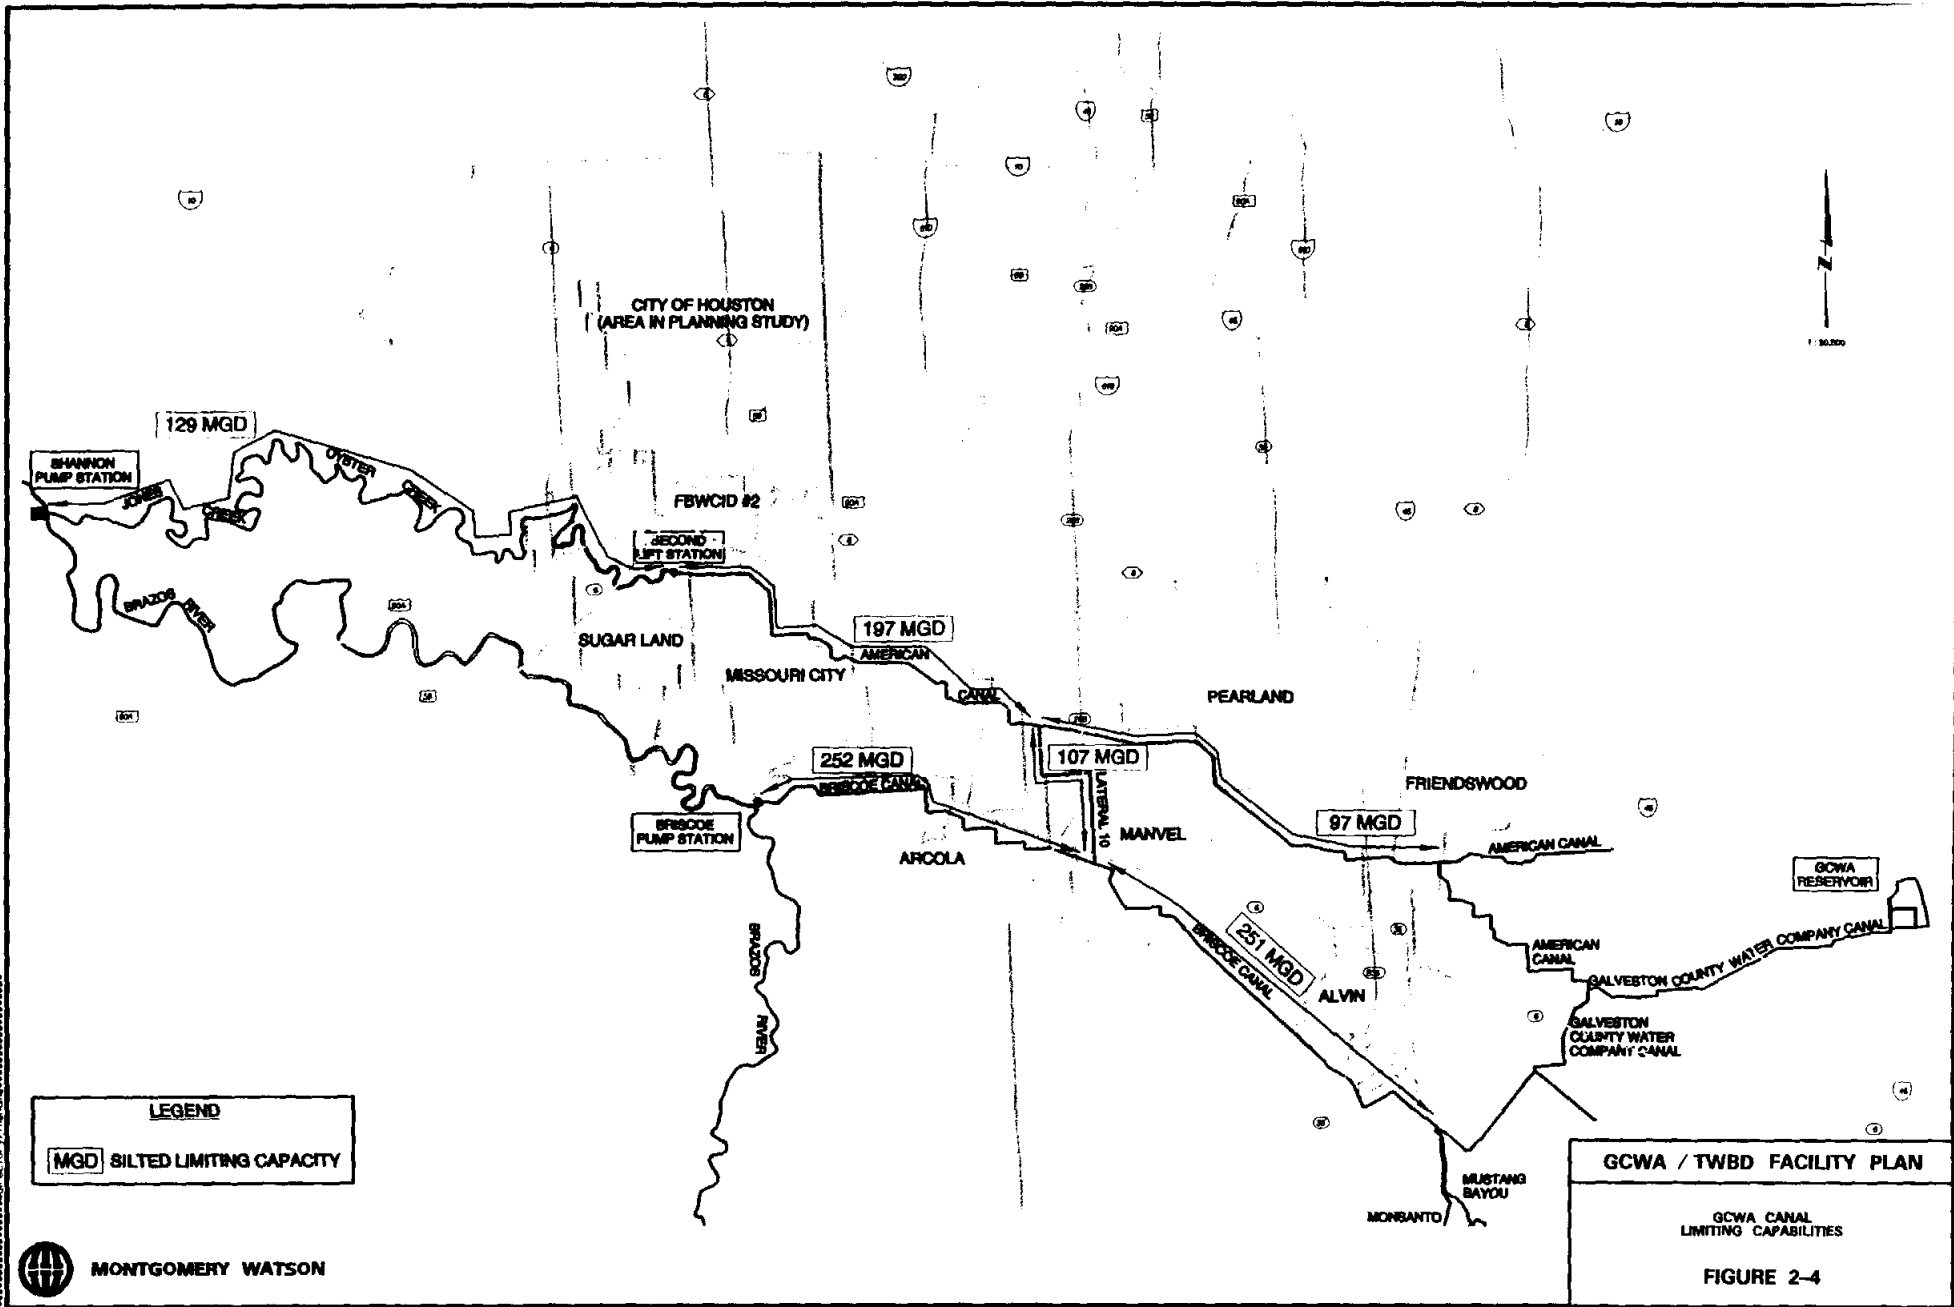 CITY OF HOUSTON
(AREA IN PLANNING STUDY)
1 : 30,200
129 MGD
SHANNON
PUMP STATION
JONES
CREEK
OYSTER
CREEK
FBWCID #2
SECOND
LIFT STATION
BRAZOS
RIVER
SUGAR LAND
197 MGD
AMERICAN
CANAL
MISSOURI CITY
PEARLAND
252 MGD
BRISCOE CANAL
107 MGD
LATERAL 10
FRIENDSWOOD
BRISCOE
PUMP STATION
ARCOLA
MANVEL
97 MGD
AMERICAN CANAL
GCWA
RESERVOIR
BRAZOS
RIVER
251 MGD
BRISCOE CANAL
ALVIN
AMERICAN
CANAL
GALVESTON COUNTY WATER COMPANY CANAL
GALVESTON
COUNTY WATER
COMPANY CANAL
MUSTANG
BAYOU
MONSANTO
LEGEND
MGD SILTED LIMITING CAPACITY
MONTGOMERY WATSON
GCWA / TWBD FACILITY PLAN
GCWA CANAL
LIMITING CAPABILITIES
FIGURE 2-4